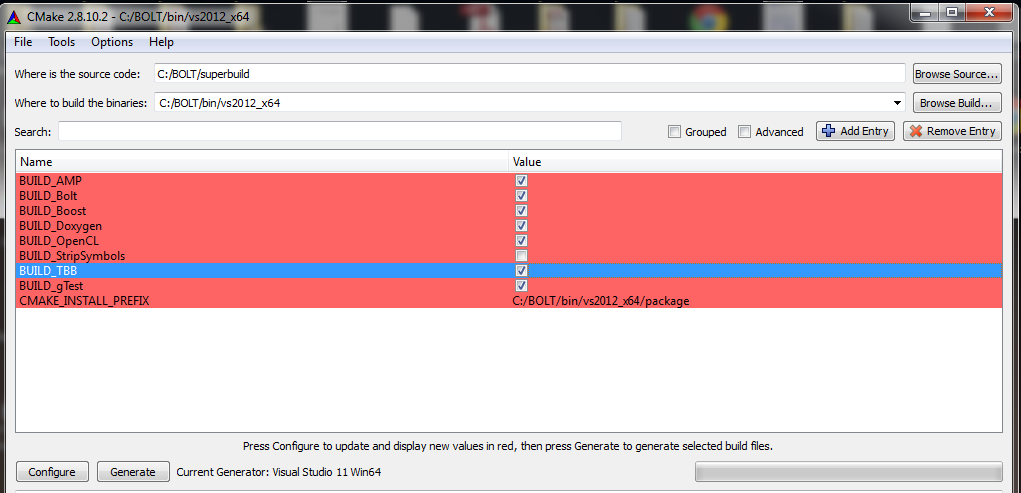 CMake 2.8.10.2 - C:/BOLT/bin/vs2012_x64
File Tools Options Help
Where is the source code: C:/BOLT/superbuild Browse Source...
Where to build the binaries: C:/BOLT/bin/vs2012_x64 Browse Build...
Search: Grouped Advanced Add Entry Remove Entry
Name Value
BUILD_AMP
BUILD_Bolt
BUILD_Boost
BUILD_Doxygen
BUILD_OpenCL
BUILD_StripSymbols
BUILD_TBB
BUILD_gTest
CMAKE_INSTALL_PREFIX C:/BOLT/bin/vs2012_x64/package
Press Configure to update and display new values in red, then press Generate to generate selected build files.
Configure Generate Current Generator: Visual Studio 11 Win64